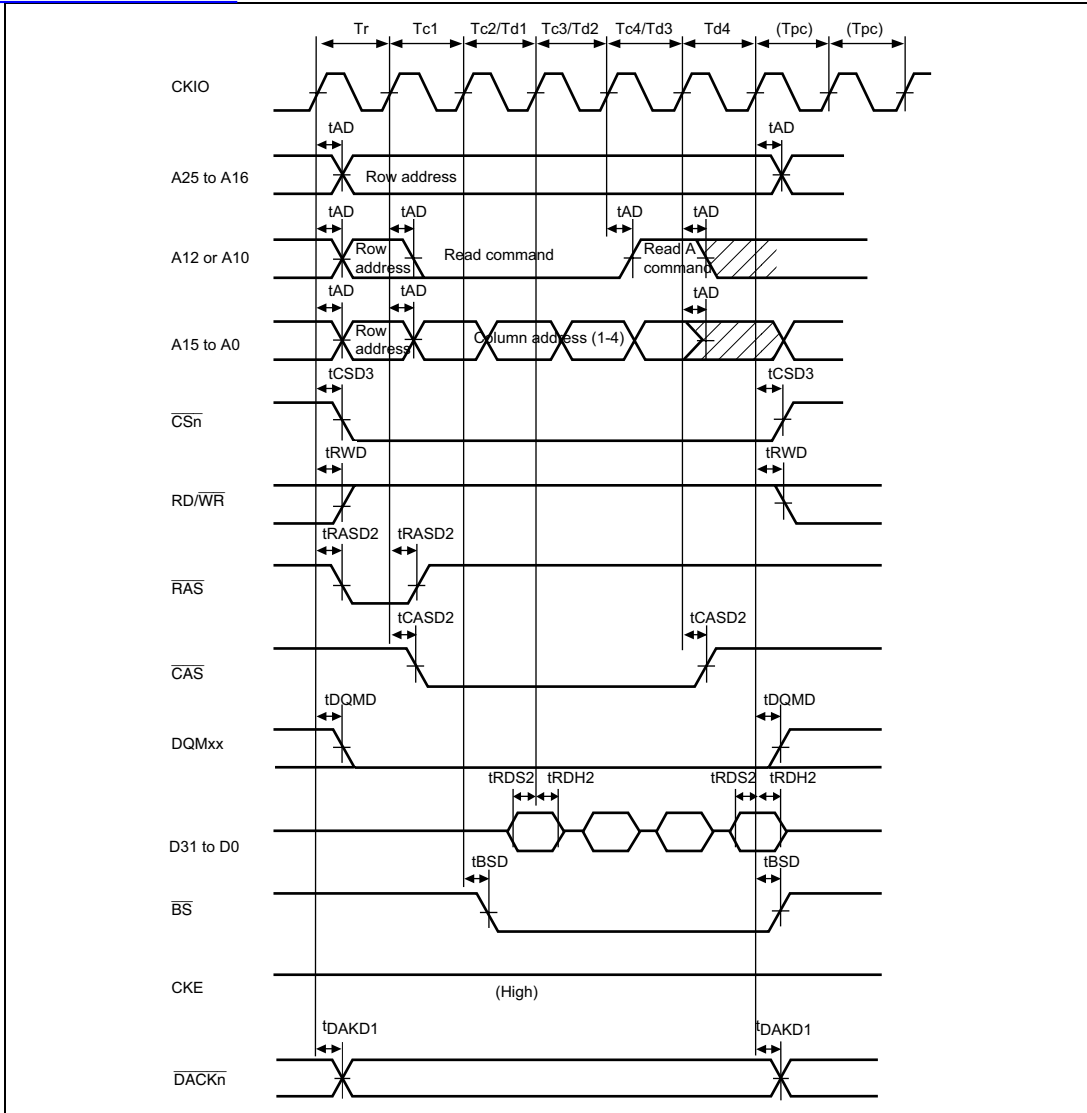 Tr Tc1 Tc2/Td1 Tc3/Td2 Tc4/Td3 Td4 (Tpc) (Tpc)
CKIO
tAD tAD
A25 to A16 Row address
tAD tAD tAD tAD
A12 or A10 Row address Read command Read A command
tAD tAD tAD
A15 to A0 Row address Column address (1-4)
tCSD3 tCSD3
CSn
tRWD tRWD
RD/WR
tRASD2 tRASD2
RAS
tCASD2 tCASD2
CAS
tDQMD tDQMD
DQMxx
tRDS2 tRDH2 tRDS2 tRDH2
D31 to D0
tBSD tBSD
BS
CKE
(High)
tDAKD1 tDAKD1
DACKn